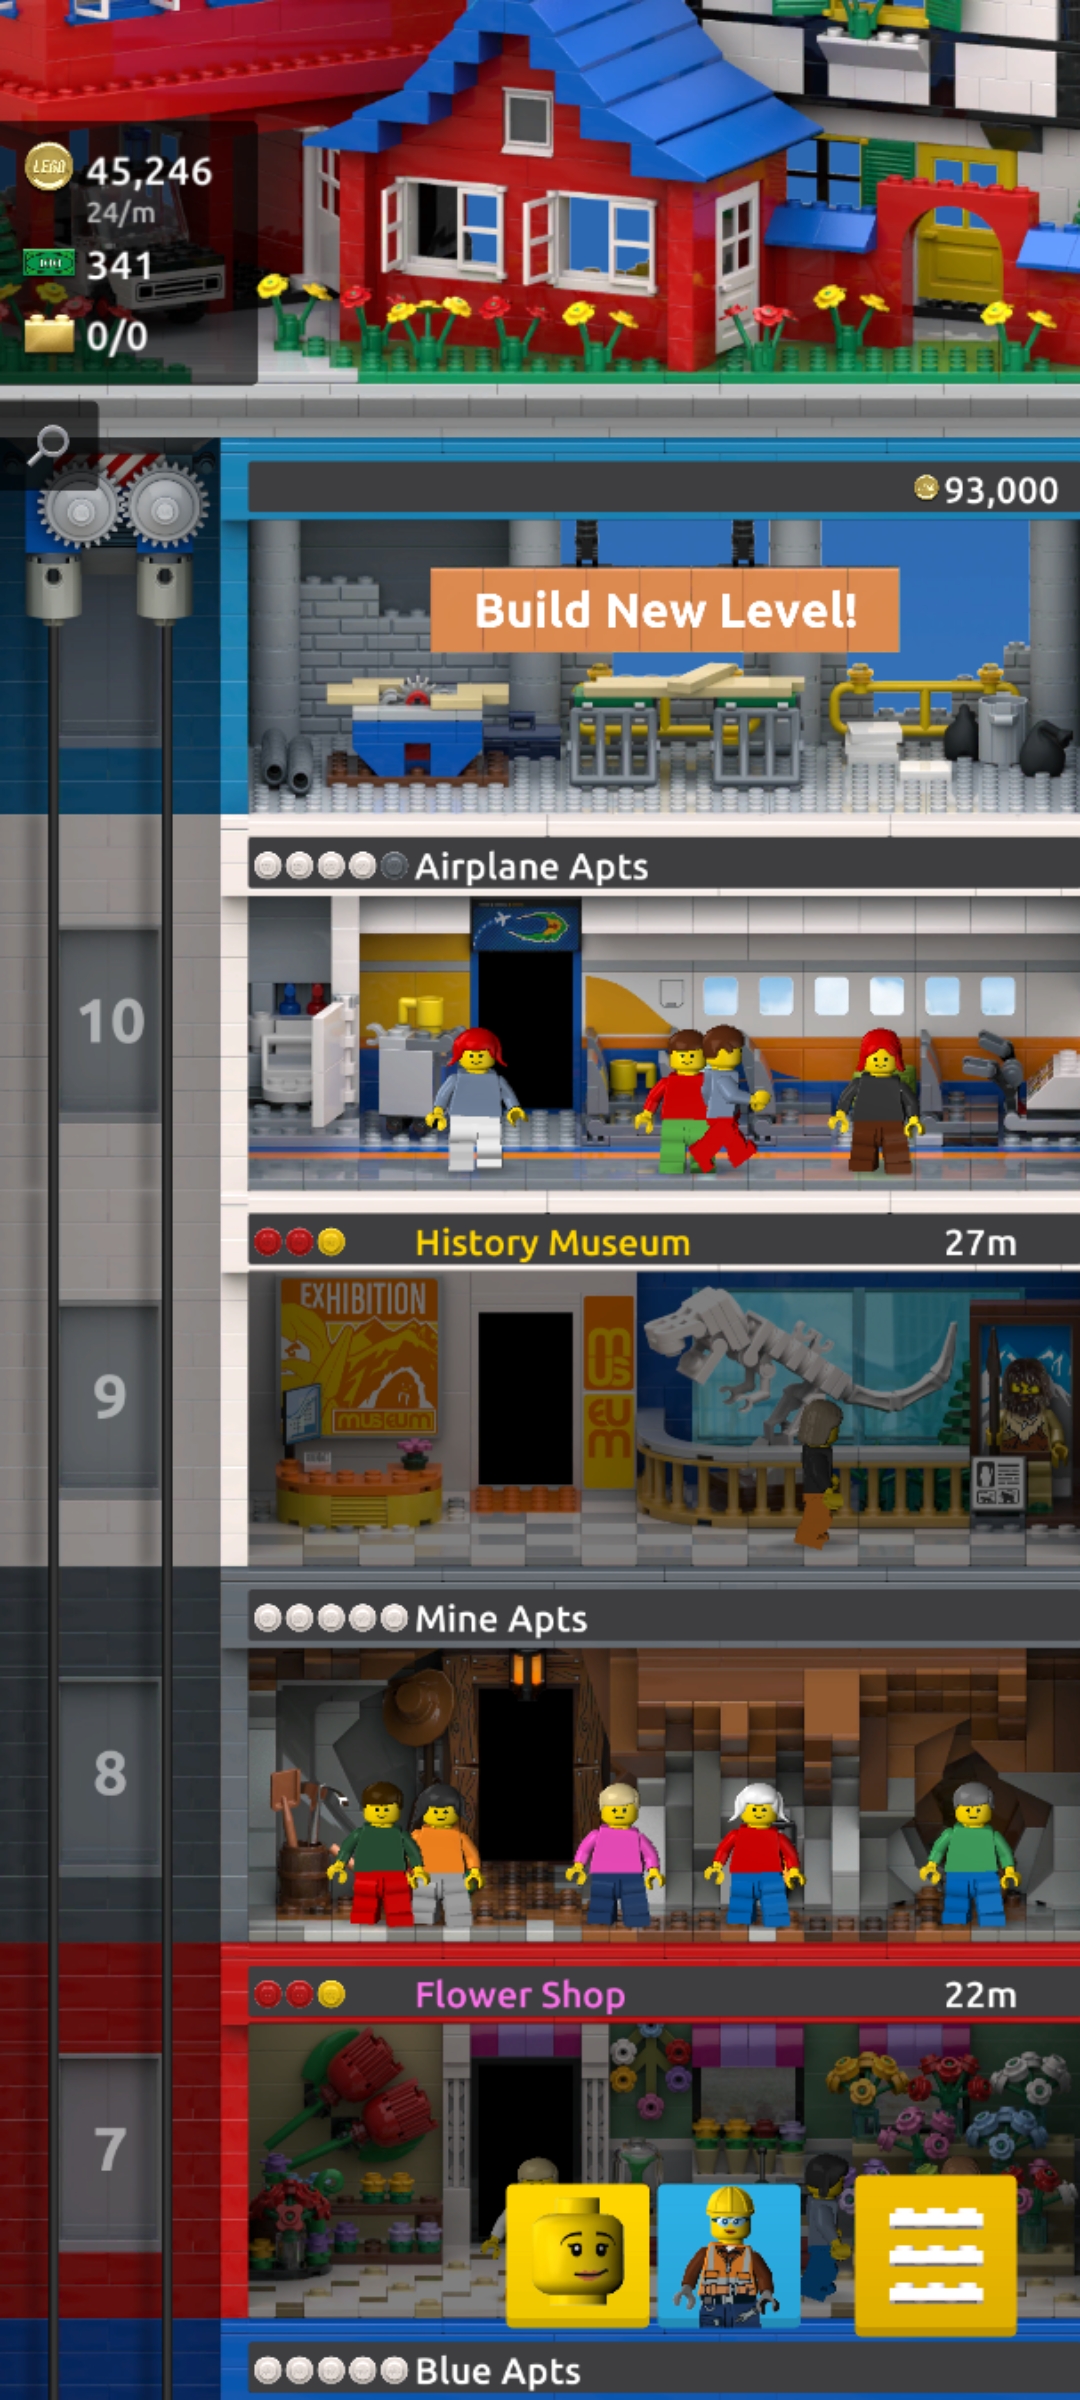 LEGO
45,246
24/m
341
0/0
93,000
Build New Level!
Airplane Apts
10
History Museum
27m
EXHIBITION
MUSEUM
MUSEUM
9
Mine Apts
8
Flower Shop
22m
7
Blue Apts